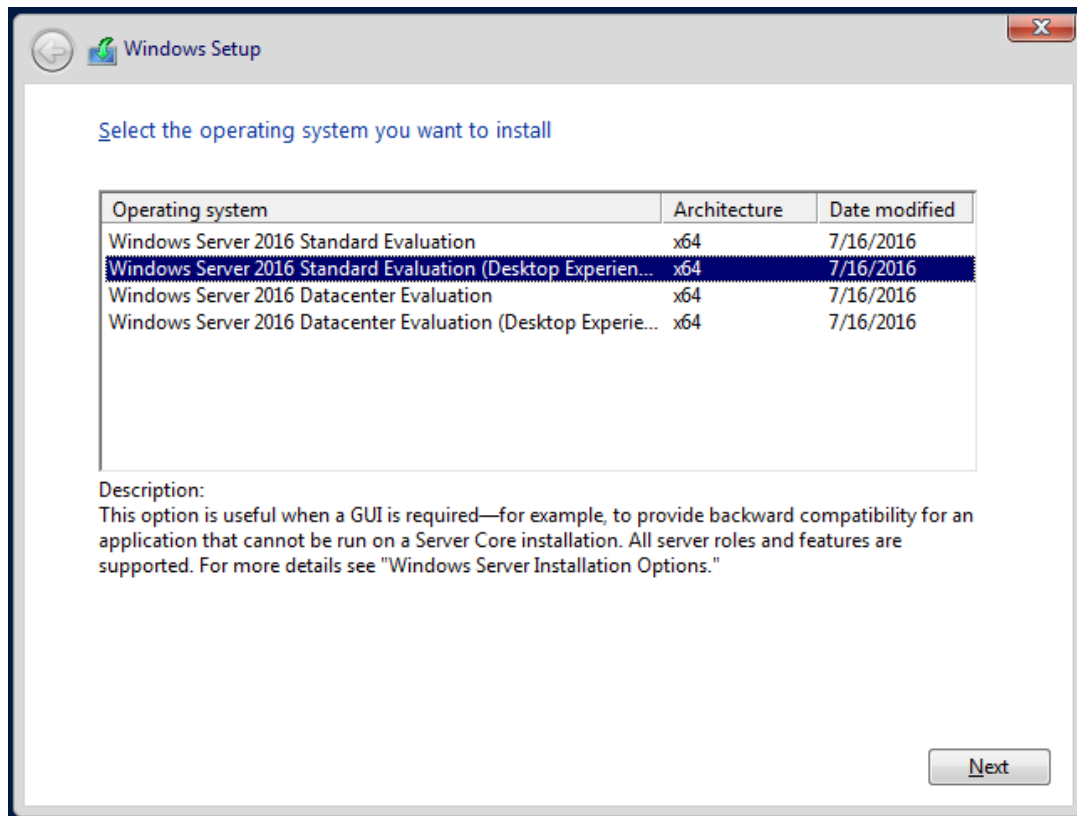 Windows Setup
Select the operating system you want to install
Operating system Architecture Date modified
Windows Server 2016 Standard Evaluation x64 7/16/2016
Windows Server 2016 Standard Evaluation (Desktop Experien... x64 7/16/2016
Windows Server 2016 Datacenter Evaluation x64 7/16/2016
Windows Server 2016 Datacenter Evaluation (Desktop Experie... x64 7/16/2016
Description:
This option is useful when a GUI is required—for example, to provide backward compatibility for an
application that cannot be run on a Server Core installation. All server roles and features are
supported. For more details see "Windows Server Installation Options."
Next